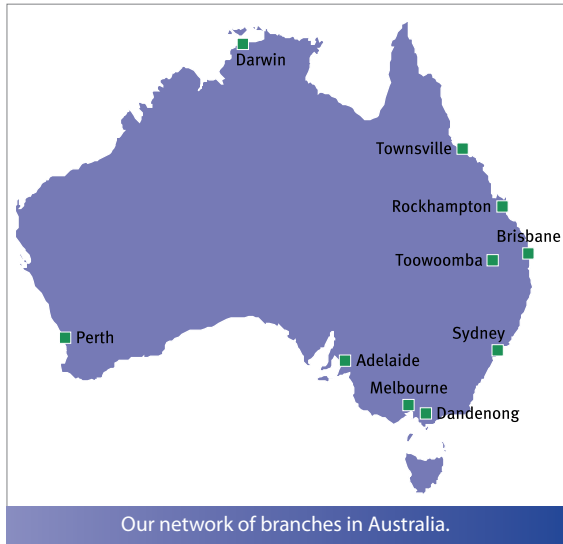 Darwin
Townsville
Rockhampton
Brisbane
Toowoomba
Sydney
Perth
Adelaide
Melbourne
Dandenong
Our network of branches in Australia.